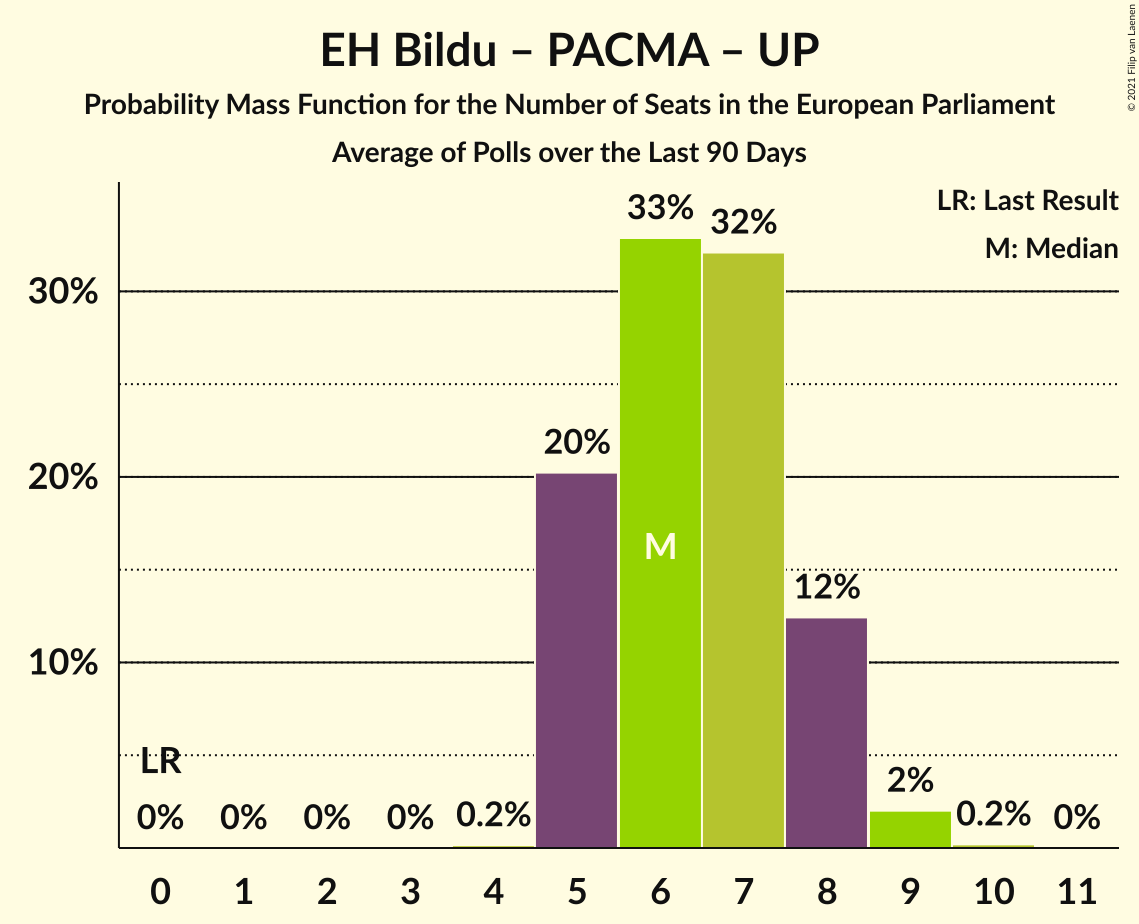 EH Bildu – PACMA – UP
Probability Mass Function for the Number of Seats in the European Parliament
Average of Polls over the Last 90 Days
© 2021 Filip van Laenen
LR: Last Result
M: Median
30%
20%
10%
LR
0%
0%
0%
0%
0.2%
20%
33%
M
32%
12%
2%
0.2%
0%
0 1 2 3 4 5 6 7 8 9 10 11